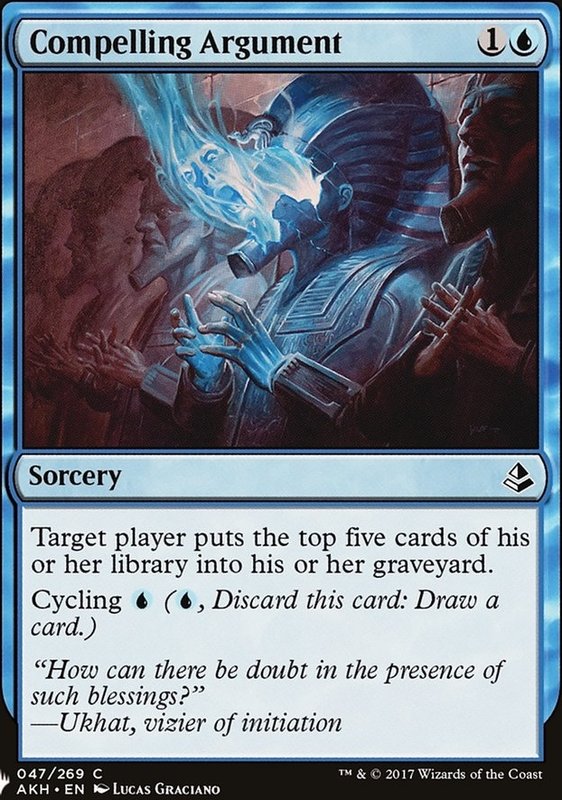 Compelling Argument 1
Sorcery
Target player puts the top five cards of his
or her library into his or her graveyard.
Cycling (, Discard this card: Draw a
card.)
“How can there be doubt in the presence of
such blessings?”
—Ukhat, vizier of initiation
047/269 C
™ & © 2017 Wizards of the Coast
AKH • EN Lucas Graciano